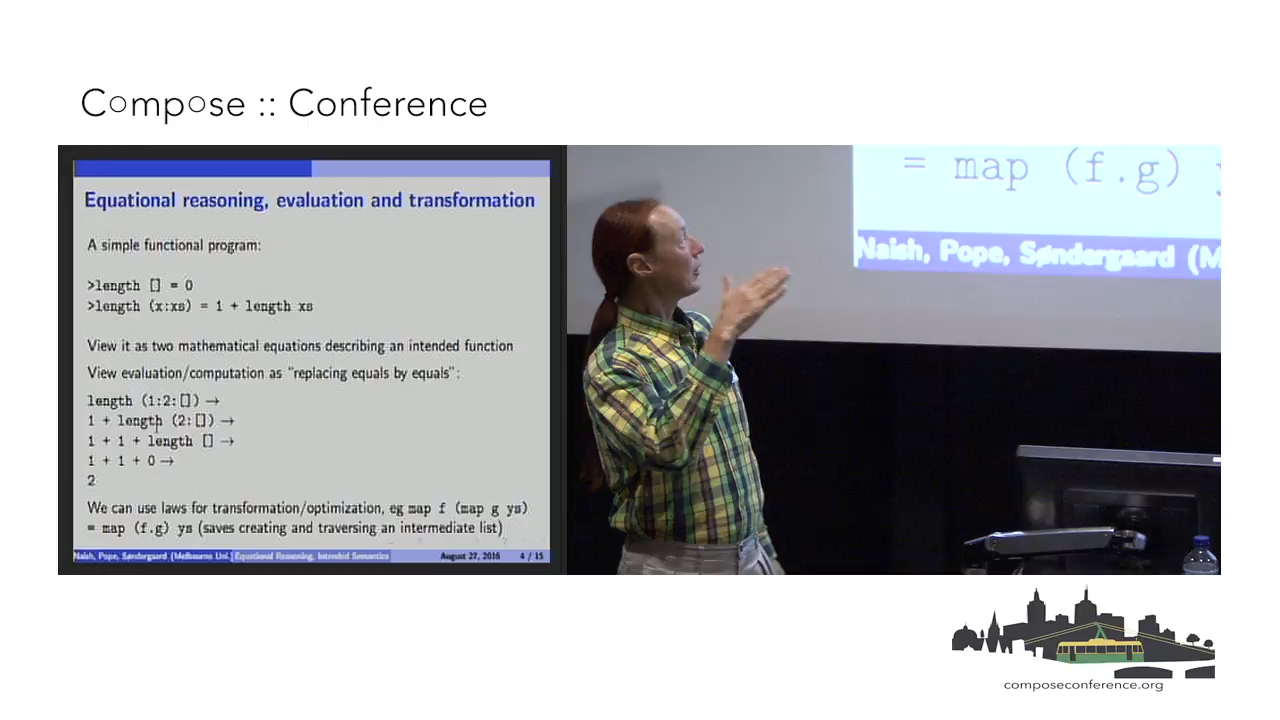 Compose :: Conference
Equational reasoning, evaluation and transformation
A simple functional program:
>length [] = 0
>length (x:xs) = 1 + length xs
View it as two mathematical equations describing an intended function
View evaluation/computation as "replacing equals by equals":
length (1:2:[]) →
1 + length (2:[]) →
1 + 1 + length [] →
1 + 1 + 0 →
2
We can use laws for transformation/optimization, eg map f (map g ys)
= map (f.g) ys (saves creating and traversing an intermediate list)
Naish, Pope, Søndergaard (Melbourne Uni.) Equational Reasoning, Intended Semantics August 27, 2016 4 / 15
= map (f.g) y
Naish, Pope, Søndergaard (M
composeconference.org